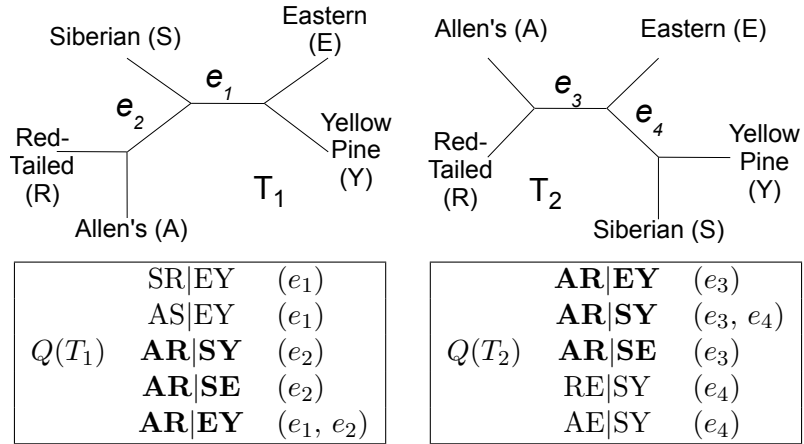 Siberian (S)
Eastern
(E)
e1
e2
Red-
Tailed
(R)
Yellow
Pine
(Y)
T1
Allen's (A)
Allen's (A)
Eastern (E)
e3
e4
Red-
Tailed
(R)
Yellow
Pine
(Y)
T2
Siberian (S)
SR|EY (e1)
AS|EY (e1)
Q(T1) AR|SY (e2)
AR|SE (e2)
AR|EY (e1, e2)
AR|EY (e3)
AR|SY (e3, e4)
Q(T2) AR|SE (e3)
RE|SY (e4)
AE|SY (e4)